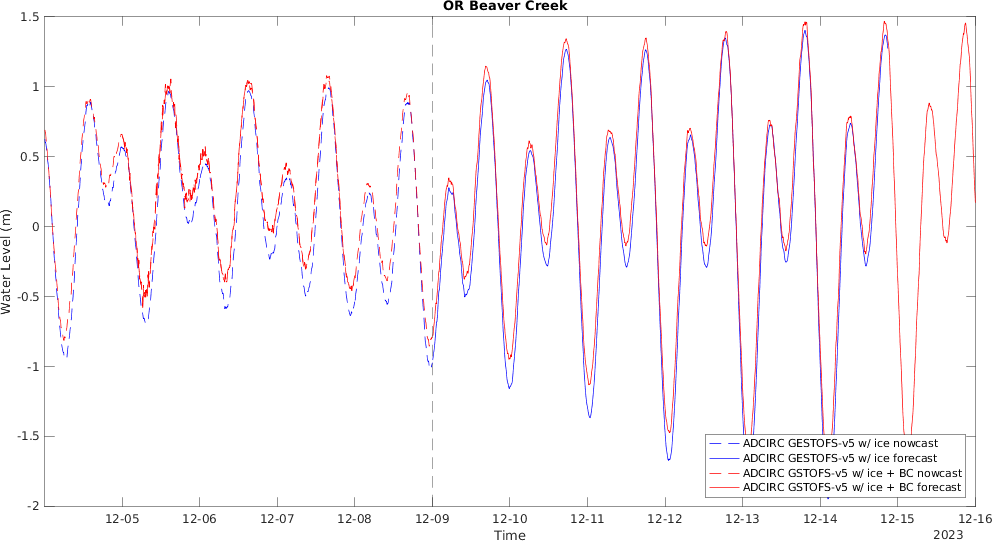 OR Beaver Creek
1.5
1
0.5
0
-0.5
-1
-1.5
-2
Water Level (m)
12-05 12-06 12-07 12-08 12-09 12-10 12-11 12-12 12-13 12-14 12-15 12-16
Time
2023
ADCIRC GESTOFS-v5 w/ ice nowcast
ADCIRC GESTOFS-v5 w/ ice forecast
ADCIRC GSTOFS-v5 w/ ice + BC nowcast
ADCIRC GSTOFS-v5 w/ ice + BC forecast